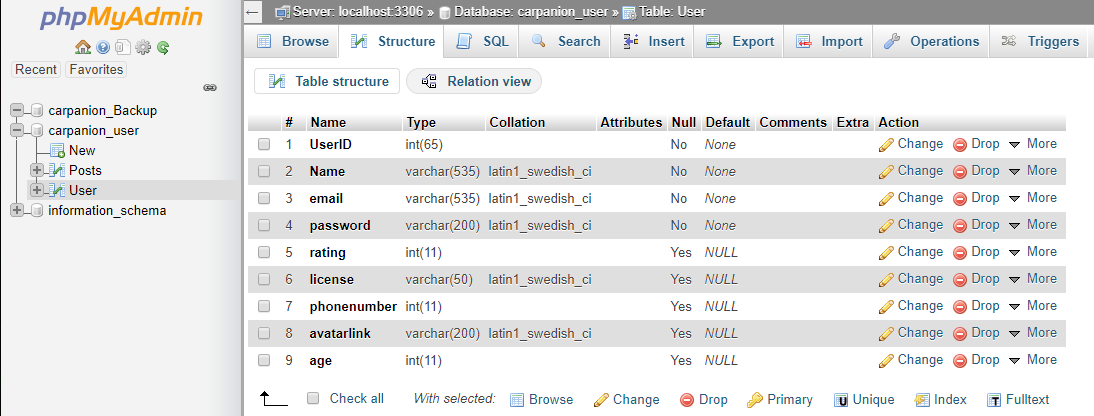 phpMyAdmin
Recent Favorites
carpanion_Backup
carpanion_user
New
Posts
User
information_schema
Server: localhost:3306 » Database: carpanion_user » Table: User
Browse Structure SQL Search Insert Export Import Operations Triggers
Table structure Relation view
# Name Type Collation Attributes Null Default Comments Extra Action
1 UserID int(65) No None Change Drop More
2 Name varchar(535) latin1_swedish_ci No None Change Drop More
3 email varchar(535) latin1_swedish_ci No None Change Drop More
4 password varchar(200) latin1_swedish_ci No None Change Drop More
5 rating int(11) Yes NULL Change Drop More
6 license varchar(50) latin1_swedish_ci Yes NULL Change Drop More
7 phonenumber int(11) Yes NULL Change Drop More
8 avatarlink varchar(200) latin1_swedish_ci Yes NULL Change Drop More
9 age int(11) Yes NULL Change Drop More
Check all With selected: Browse Change Drop Primary Unique Index Fulltext